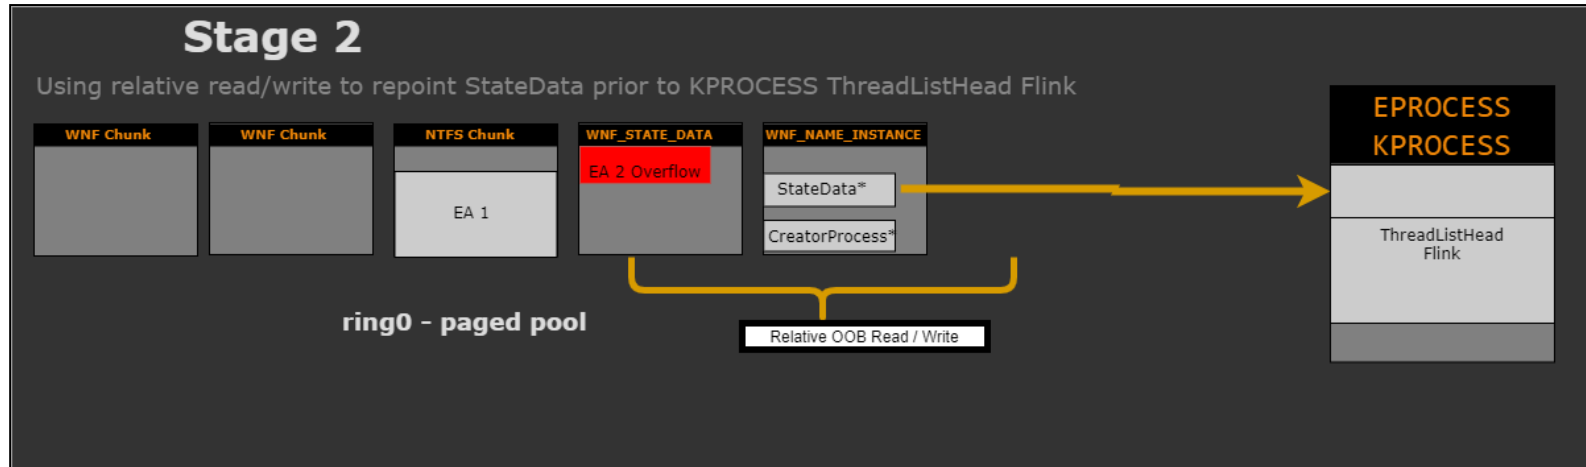 Stage 2
Using relative read/write to repoint StateData prior to KPROCESS ThreadListHead Flink
WNF Chunk
WNF Chunk
NTFS Chunk
WNF_STATE_DATA
WNF_NAME_INSTANCE
EPROCESS
KPROCESS
EA 1
EA 2 Overflow
StateData*
CreatorProcess*
ThreadListHead
Flink
ring0 - paged pool
Relative OOB Read / Write